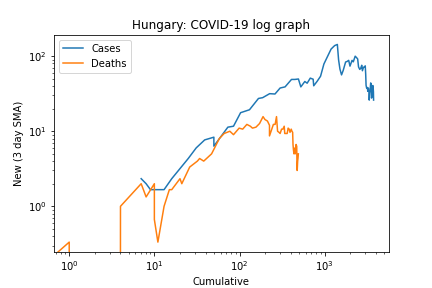 Hungary: COVID-19 log graph
Cases
Deaths
New (3 day SMA)
10²
10¹
10⁰
10⁰ 10¹ 10² 10³
Cumulative